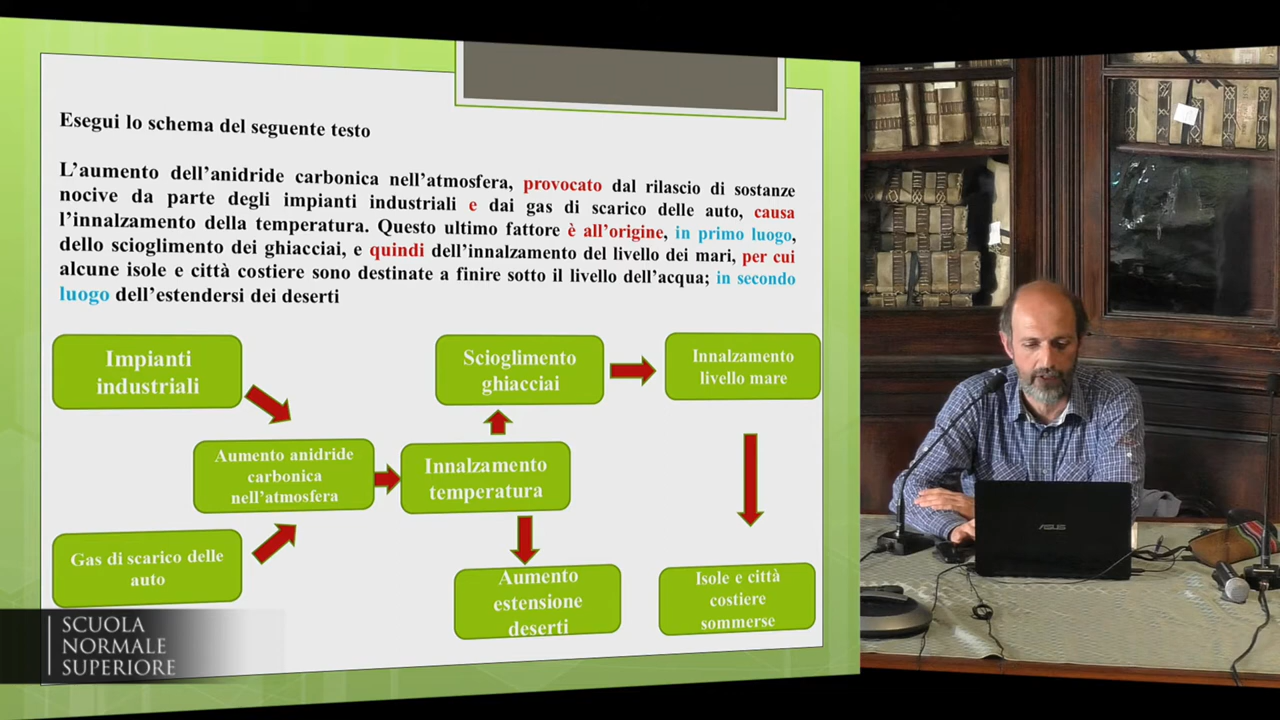 Esegui lo schema del seguente testo
L'aumento dell'anidride carbonica nell'atmosfera, provocato dal rilascio di sostanze
nocive da parte degli impianti industriali e dai gas di scarico delle auto, causa
l'innalzamento della temperatura. Questo ultimo fattore è all'origine, in primo luogo,
dello scioglimento dei ghiacciai, e quindi dell'innalzamento del livello dei mari, per cui
alcune isole e città costiere sono destinate a finire sotto il livello dell'acqua; in secondo
luogo dell'estendersi dei deserti
Impianti
industriali
Scioglimento
ghiacciai
Innalzamento
livello mare
Aumento anidride
carbonica
nell'atmosfera
Innalzamento
temperatura
Gas di scarico delle
auto
Aumento
estensione
deserti
Isole e città
costiere
sommerse
SCUOLA
NORMALE
SUPERIORE
ASUS